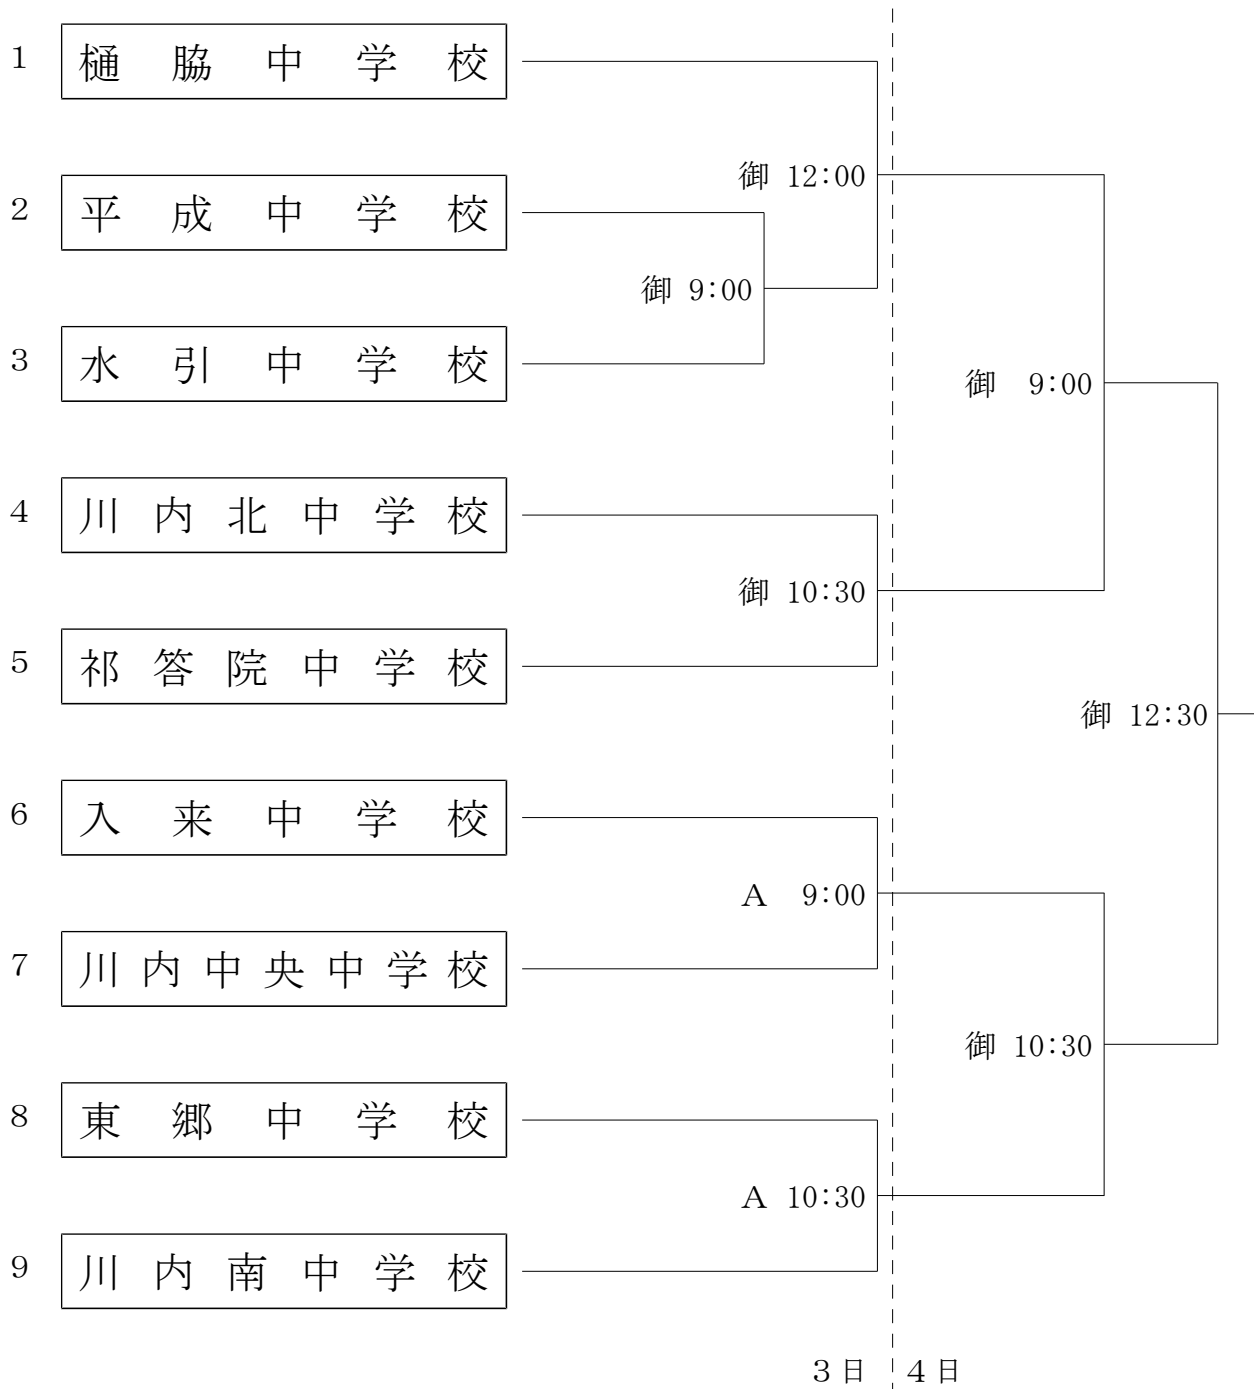 1 樋脇中学校
御 12:00
2 平成中学校
御 9:00
3 水引中学校
御 9:00
4 川内北中学校
御 10:30
5 祁答院中学校
御 12:30
6 入来中学校
A 9:00
7 川内中央中学校
御 10:30
8 東郷中学校
A 10:30
9 川内南中学校
3日 4日